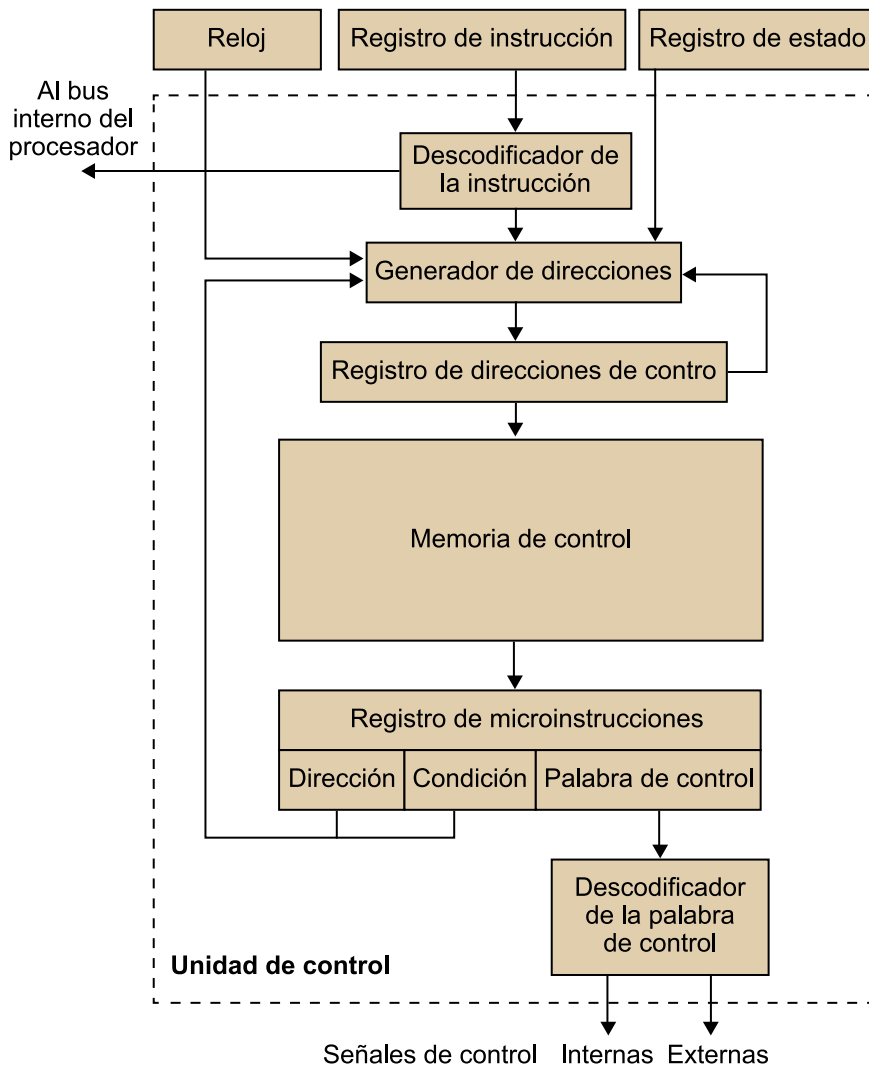 Reloj
Registro de instrucción
Registro de estado
Al bus
interno del
procesador
Descodificador de
la instrucción
Generador de direcciones
Registro de direcciones de contro
Memoria de control
Registro de microinstrucciones
Dirección
Condición
Palabra de control
Descodificador
de la palabra
de control
Unidad de control
Señales de control
Internas
Externas